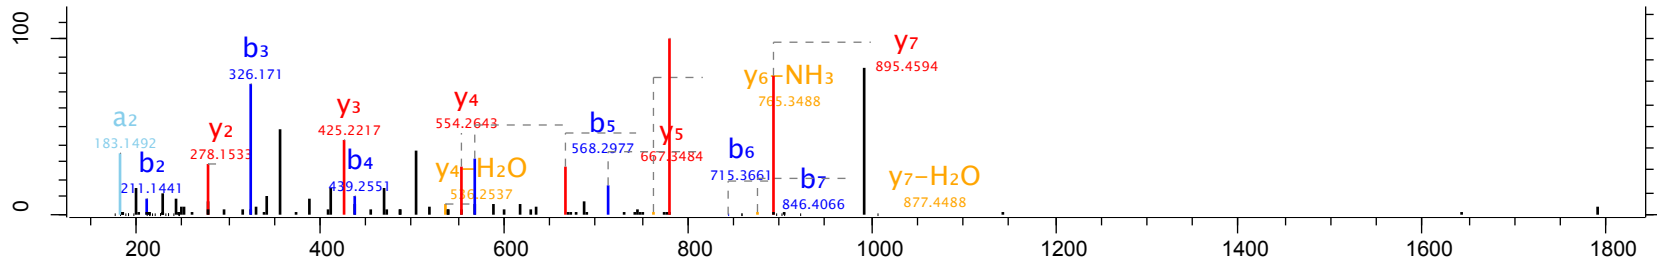 100
0
a2
183.1492
b2
211.1441
y2
278.1533
b3
326.171
y3
425.2217
b4
439.2551
y4
554.2643
y4-H2O
536.2537
b5
568.2977
y5
667.3484
b6
715.3661
y6-NH3
765.3488
b7
846.4066
y7
895.4594
y7-H2O
877.4488
200 400 600 800 1000 1200 1400 1600 1800